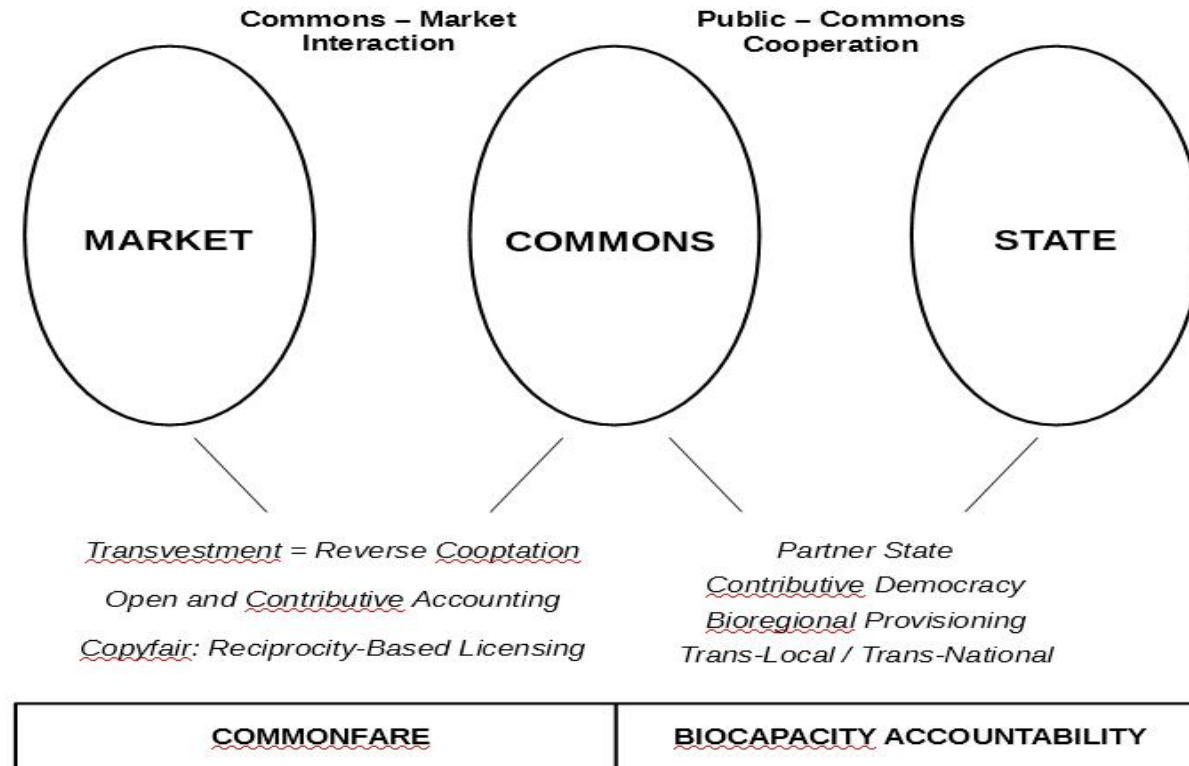 Commons – Market
Interaction
Public – Commons
Cooperation
MARKET
COMMONS
STATE
Transvestment = Reverse Cooptation
Open and Contributive Accounting
Copyfair: Reciprocity-Based Licensing
Partner State
Contributive Democracy
Bioregional Provisioning
Trans-Local / Trans-National
COMMONFARE
BIOCAPACITY ACCOUNTABILITY